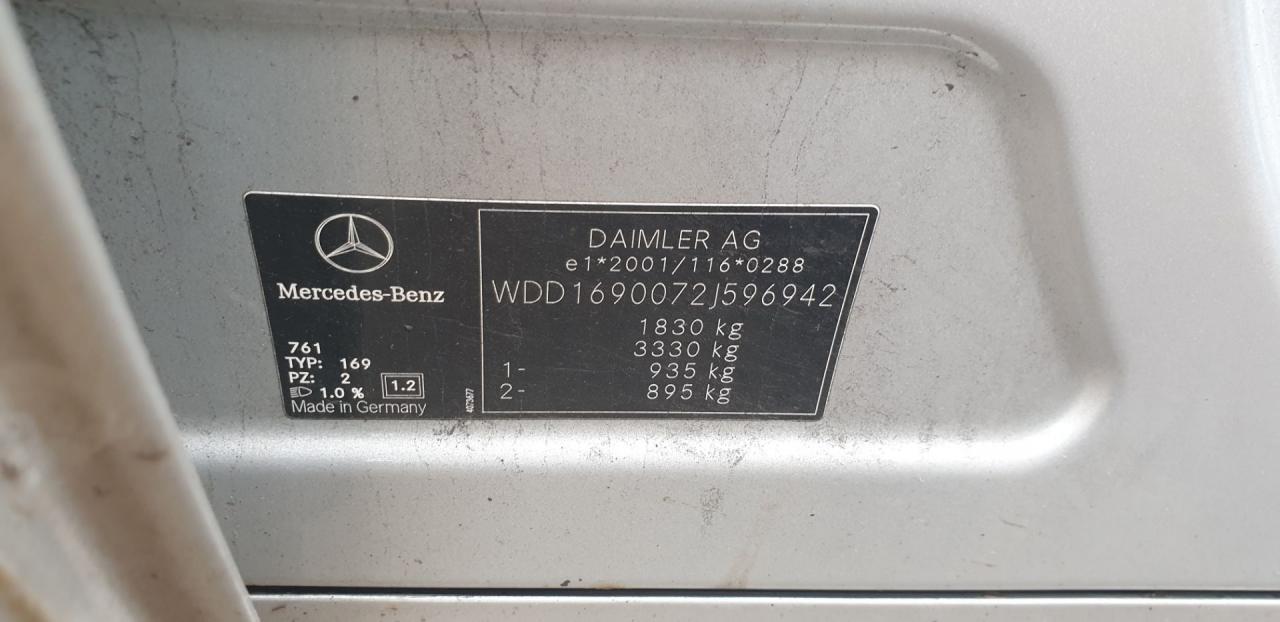 Mercedes-Benz
761
TYP: 169
PZ: 2
1.0 % 1.2
Made in Germany
DAIMLER AG
e1*2001/116*0288
WDD1690072J596942
1830 kg
3330 kg
1- 935 kg
2- 895 kg